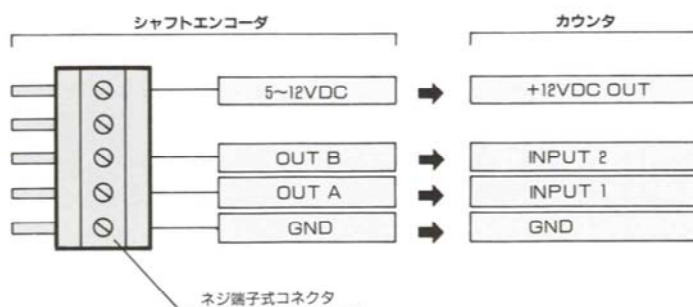 シャフトエンコーダ カウンタ
5~12VDC +12VDC OUT
OUT B INPUT 2
OUT A INPUT 1
GND GND
ネジ端子式コネクタ